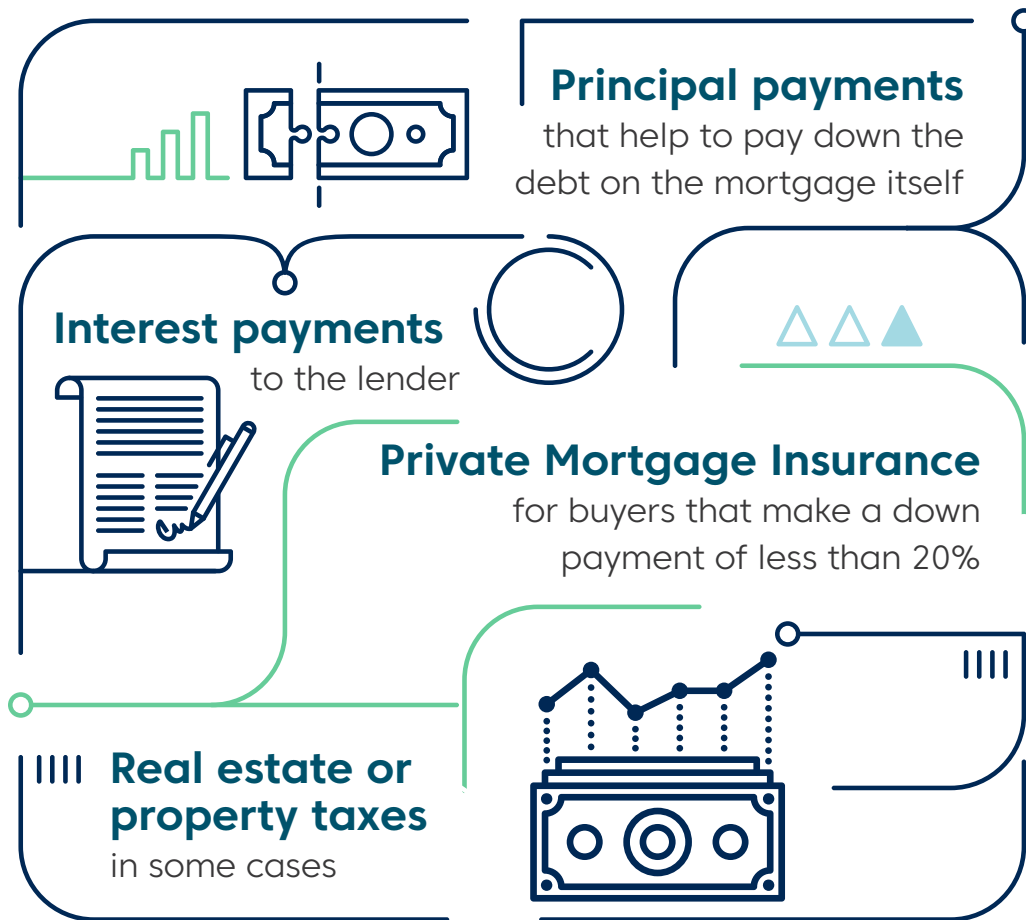 Principal payments
that help to pay down the
debt on the mortgage itself
Interest payments
to the lender
Private Mortgage Insurance
for buyers that make a down
payment of less than 20%
Real estate or
property taxes
in some cases